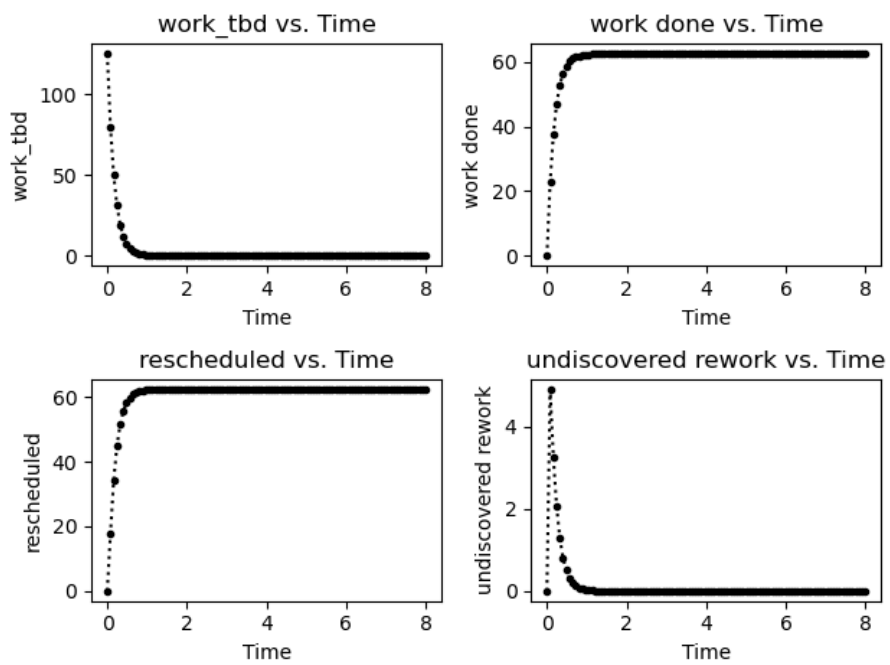 work_tbd vs. Time
work_tbd
100
50
0
0 2 4 6 8
Time
work done vs. Time
work done
60
40
20
0
0 2 4 6 8
Time
rescheduled vs. Time
rescheduled
60
40
20
0
0 2 4 6 8
Time
undiscovered rework vs. Time
undiscovered rework
4
2
0
0 2 4 6 8
Time